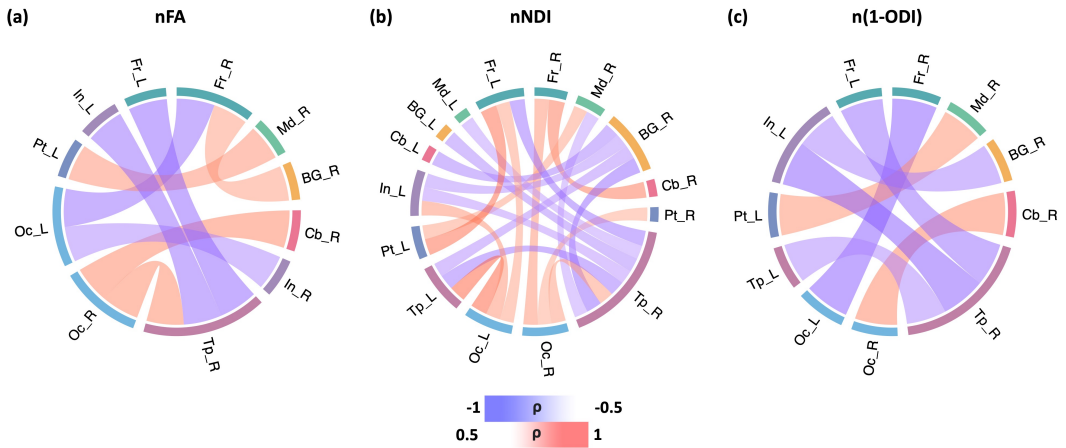 (a)
nFA
Fr_L
Fr_R
In_L
Md_R
Pt_L
BG_R
Oc_L
Cb_R
In_R
Oc_R
Tp_R
(b)
nNDI
Fr_L
Fr_R
Md_L
Md_R
BG_L
BG_R
Cb_L
Cb_R
In_L
Pt_R
Pt_L
Tp_L
Tp_R
Oc_L
Oc_R
(c)
n(1-ODI)
Fr_L
Fr_R
Md_R
In_L
BG_R
Pt_L
Cb_R
Tp_L
Oc_L
Tp_R
Oc_R
-1 ρ -0.5
0.5 ρ 1